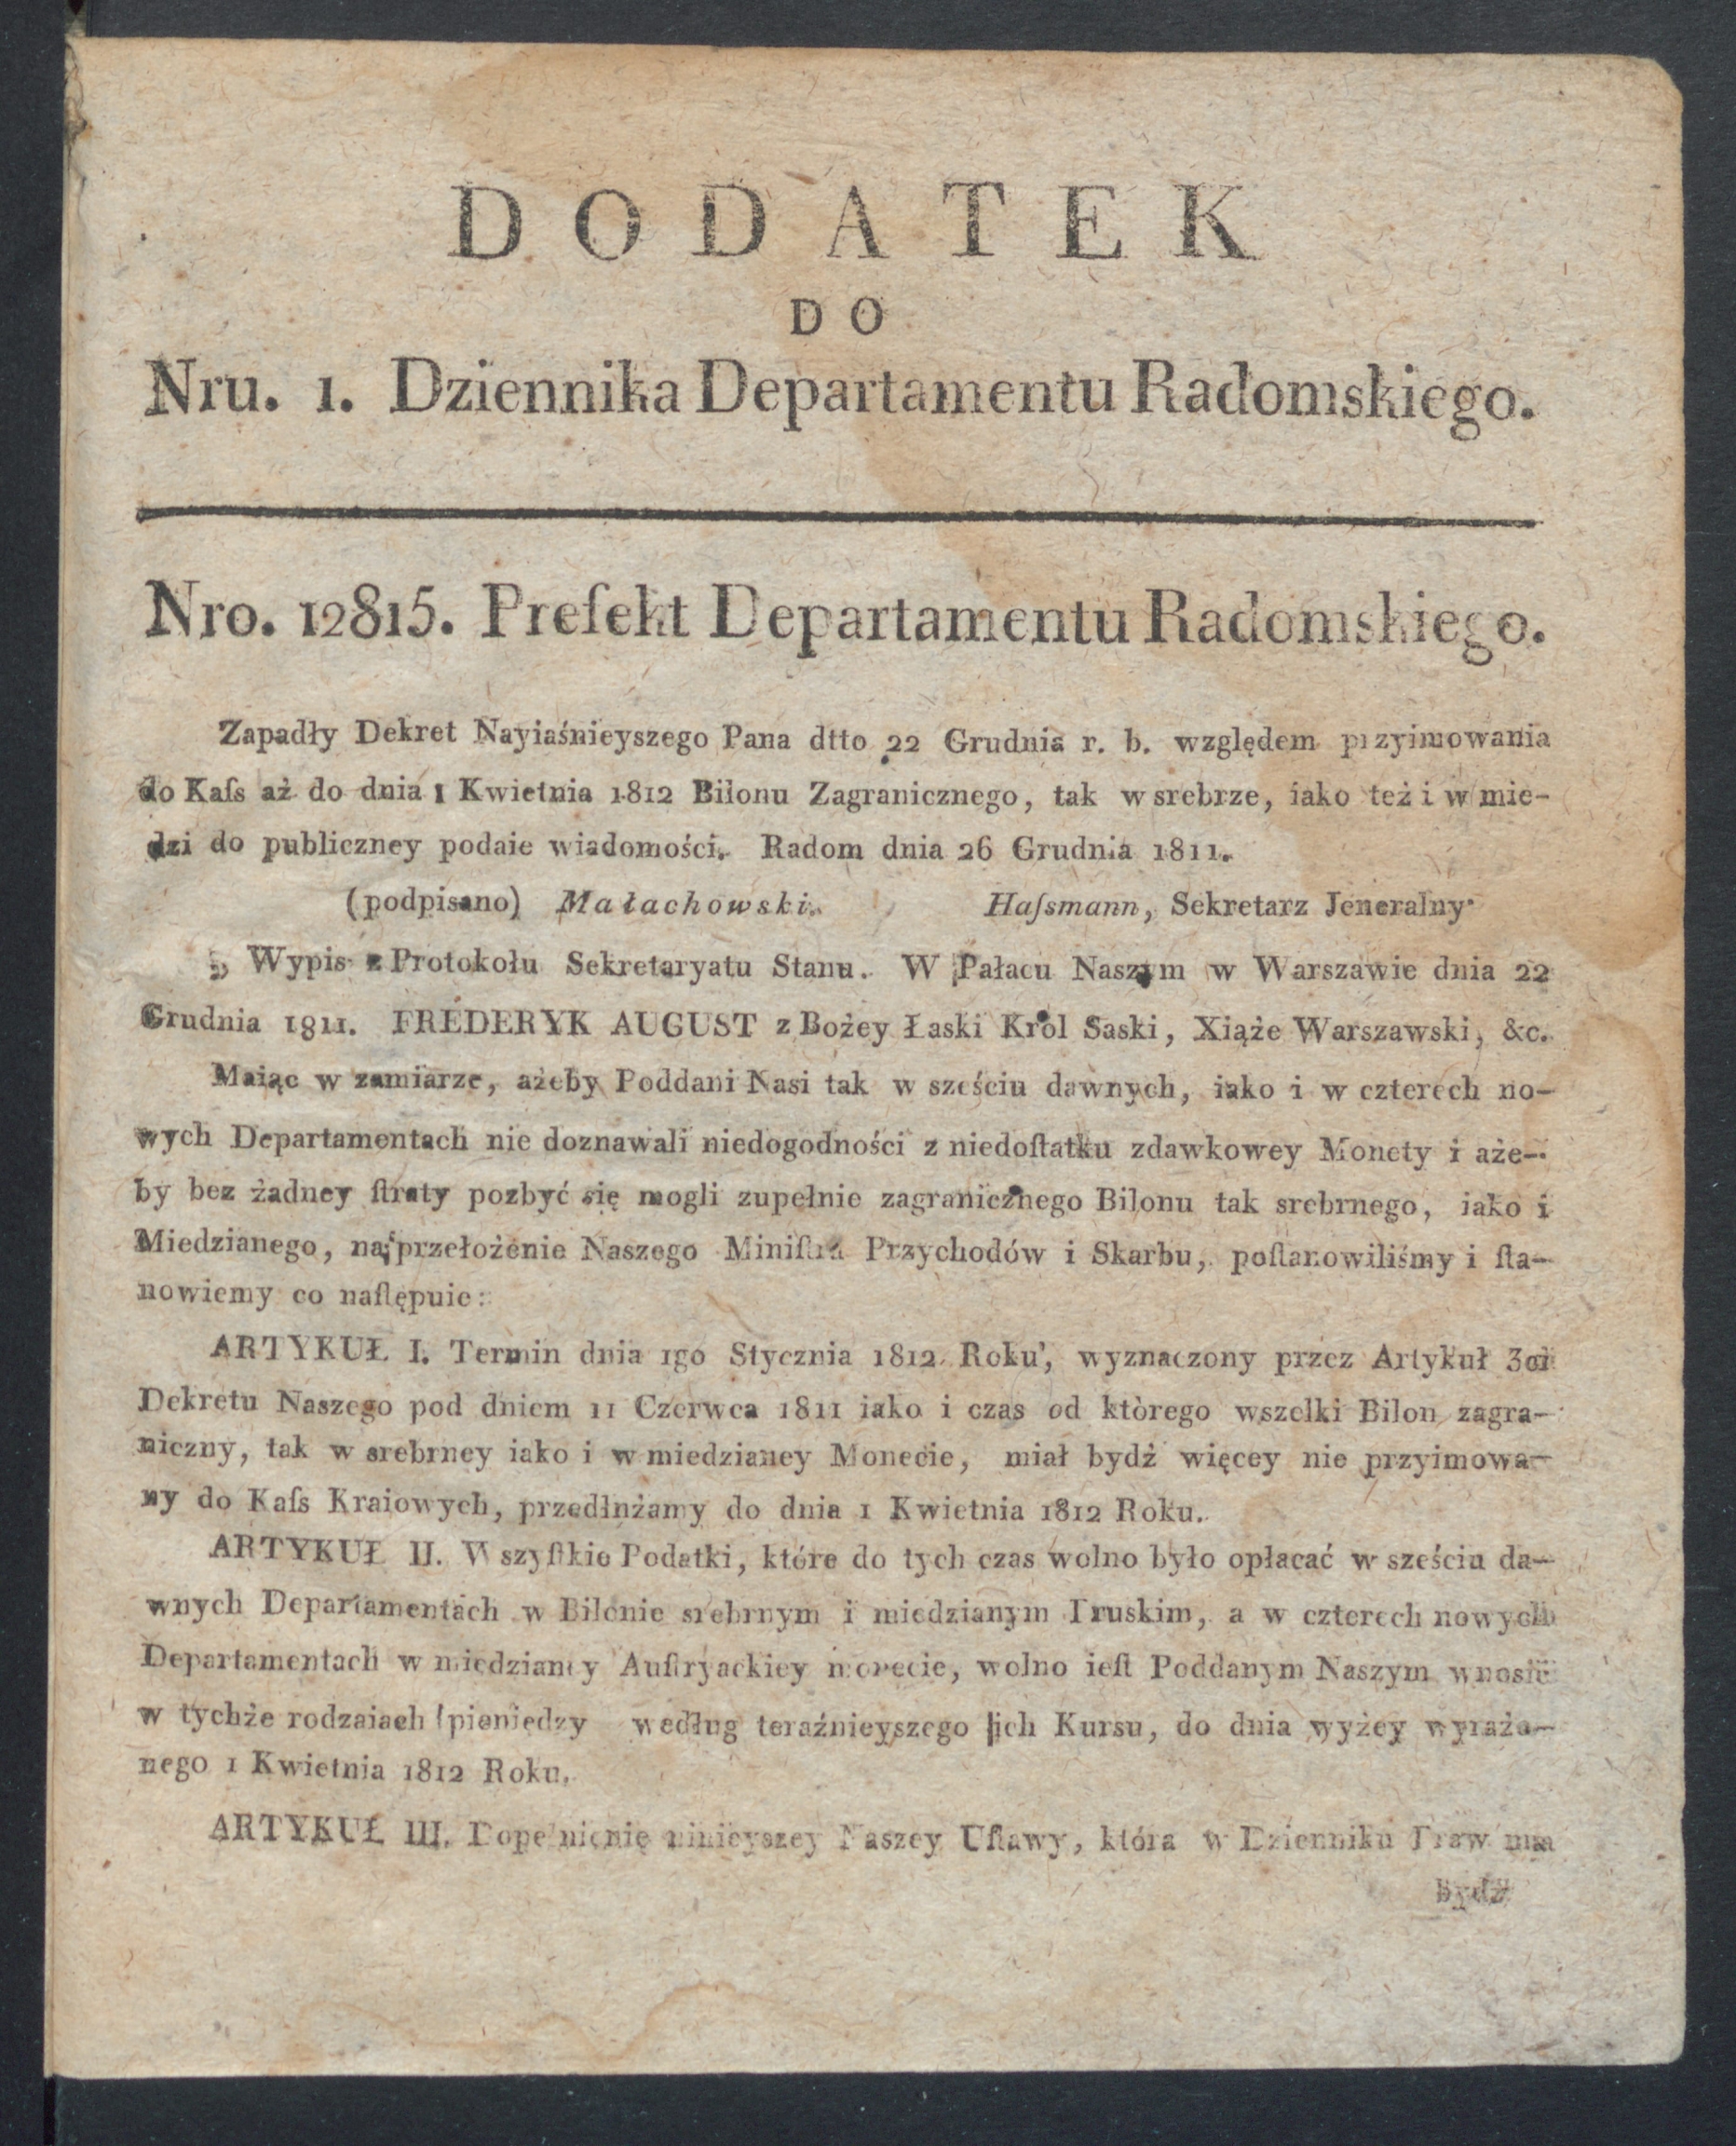 DODATEK
DO
Nru. 1. Dziennika Departamentu Radomskiego.
Nro. 12815. Prefekt Departamentu Radomskiego.
Zapadły Dekret Nayiaśnieyszego Pana dtto 22 Grudnia r. b. względem przyimowania
do Kaſs aż do dnia 1 Kwietnia 1812 Bilonu Zagranicznego, tak w srebrze, iako też i w mie-
dzi do publiczney podaie wiadomości. Radom dnia 26 Grudnia 1811.
(podpisano) Małachowski. Haſsmann, Sekretarz Jeneralny.
„ Wypis z Protokołu Sekretaryatu Stanu. W Pałacu Naszym w Warszawie dnia 22
Grudnia 1811. FREDERYK AUGUST z Bożey Łaski Krol Saski, Xiąże Warszawski, &c.
Maiąc w zamiarze, ażeby Poddani Nasi tak w sześciu dawnych, iako i w czterech no-
wych Departamentach nie doznawali niedogodności z niedoſtatku zdawkowey Monety i aże-
by bez żadney ſtraty pozbyć się mogli zupełnie zagranicznego Bilonu tak srebrnego, iako i
Miedzianego, na przełożenie Naszego Miniſtra Przychodów i Skarbu, poſtanowiliśmy i ſta-
nowiemy co naſtępuie:
ARTYKUŁ I. Termin dnia 1go Stycznia 1812 Roku, wyznaczony przez Artykuł 3ci
Dekretu Naszego pod dniem 11 Czerwca 1811 iako i czas od ktòrego wszelki Bilon zagra-
niczny, tak w srebrney iako i w miedzianey Monecie, miał bydź więcey nie przyimowa-
ny do Kaſs Kraiowych, przedłnżamy do dnia 1 Kwietnia 1812 Roku.
ARTYKUŁ II. Wszyſtkie Podatki, które do tych czas wolno było opłacać w sześciu da-
wnych Departamentach w Bilonie srebrnym i miedzianym Pruskim, a w czterech nowych
Departamentach w miedzianey Auſtryackiey monecie, wolno ieſt Poddanym Naszym wnosić
w tychże rodzaiach pieniędzy według teraźnieyszego ich Kursu, do dnia wyżey wyrażo-
nego 1 Kwietnia 1812 Roku.
ARTYKUŁ III. Dopełnienie ninieyszey Naszey Uſtawy, która w Dzienniku Praw ma
bydź